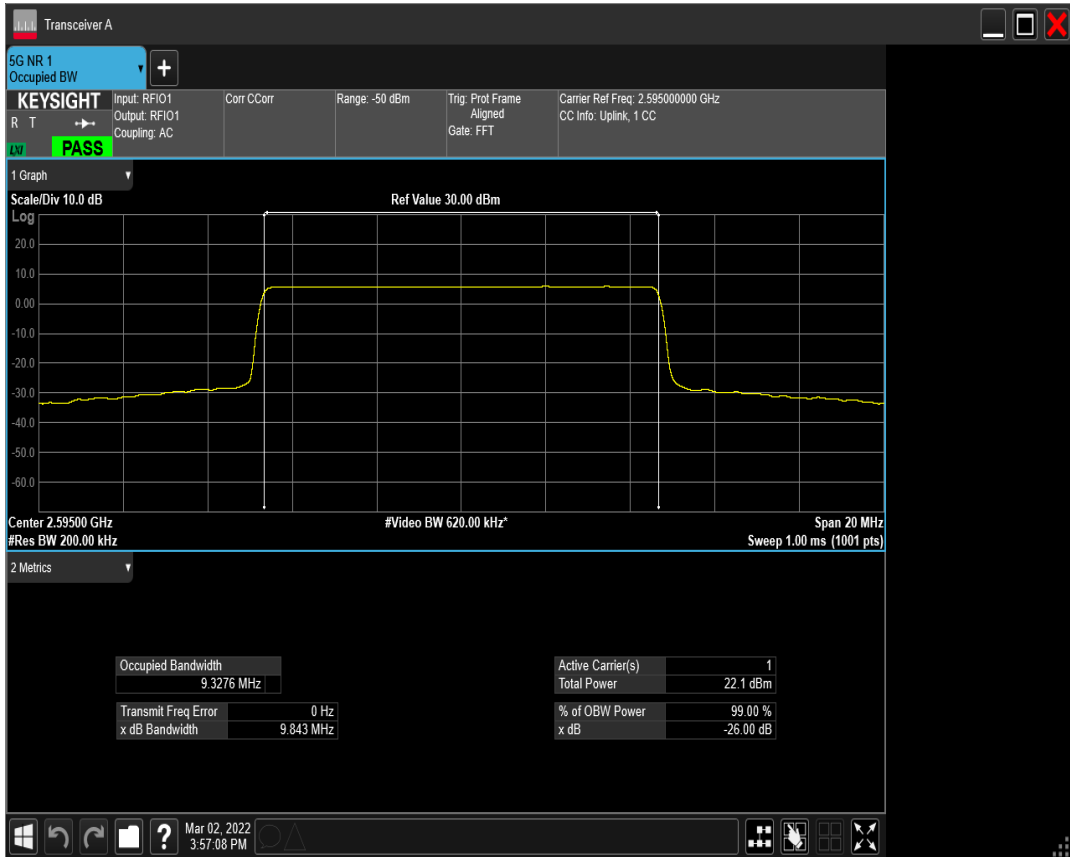 Transceiver A
5G NR 1
Occupied BW
KEYSIGHT
R T
LXI
PASS
Input: RFIO1
Output: RFIO1
Coupling: AC
Corr CCorr
Range: -50 dBm
Trig: Prot Frame
Aligned
Gate: FFT
Carrier Ref Freq: 2.595000000 GHz
CC Info: Uplink, 1 CC
1 Graph
Scale/Div 10.0 dB
Ref Value 30.00 dBm
Log
20.0
10.0
0.00
-10.0
-20.0
-30.0
-40.0
-50.0
-60.0
Center 2.59500 GHz
#Video BW 620.00 kHz*
Span 20 MHz
#Res BW 200.00 kHz
Sweep 1.00 ms (1001 pts)
2 Metrics
Occupied Bandwidth
9.3276 MHz
Transmit Freq Error 0 Hz
x dB Bandwidth 9.843 MHz
Active Carrier(s) 1
Total Power 22.1 dBm
% of OBW Power 99.00 %
x dB -26.00 dB
?
Mar 02, 2022
3:57:08 PM